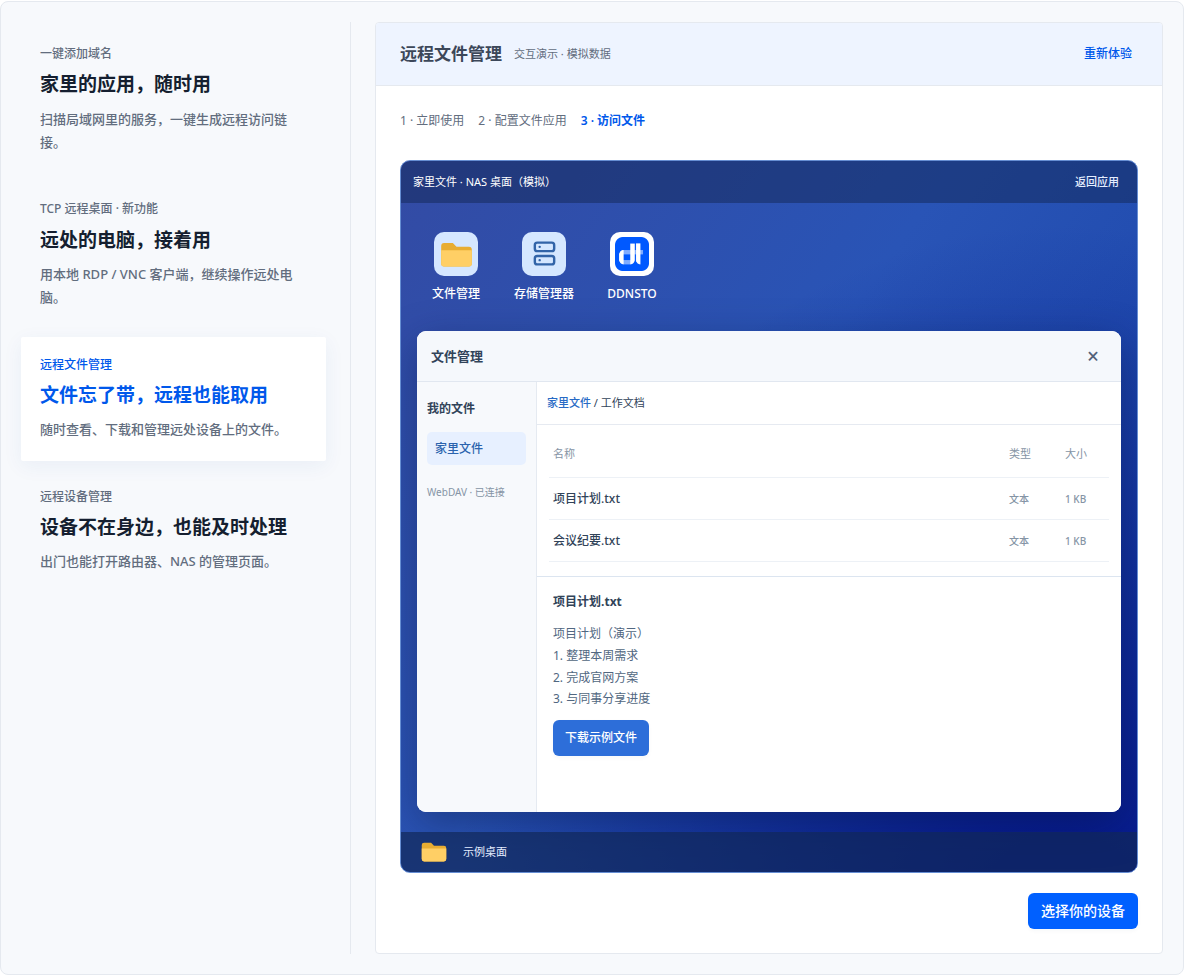 一键添加域名
家里的应用，随时用
扫描局域网里的服务，一键生成远程访问链
接。
TCP 远程桌面 · 新功能
远处的电脑，接着用
用本地 RDP / VNC 客户端，继续操作远处电
脑。
远程文件管理
文件忘了带，远程也能取用
随时查看、下载和管理远处设备上的文件。
远程设备管理
设备不在身边，也能及时处理
出门也能打开路由器、NAS 的管理页面。
远程文件管理 交互演示 · 模拟数据 重新体验
1 · 立即使用 2 · 配置文件应用 3 · 访问文件
家里文件 · NAS 桌面（模拟） 返回应用
文件管理 存储管理器 DDNSTO
文件管理 ×
我的文件
家里文件
WebDAV · 已连接
家里文件 / 工作文档
名称 类型 大小
项目计划.txt 文本 1 KB
会议纪要.txt 文本 1 KB
项目计划.txt
项目计划（演示）
1. 整理本周需求
2. 完成官网方案
3. 与同事分享进度
下载示例文件
示例桌面
选择你的设备